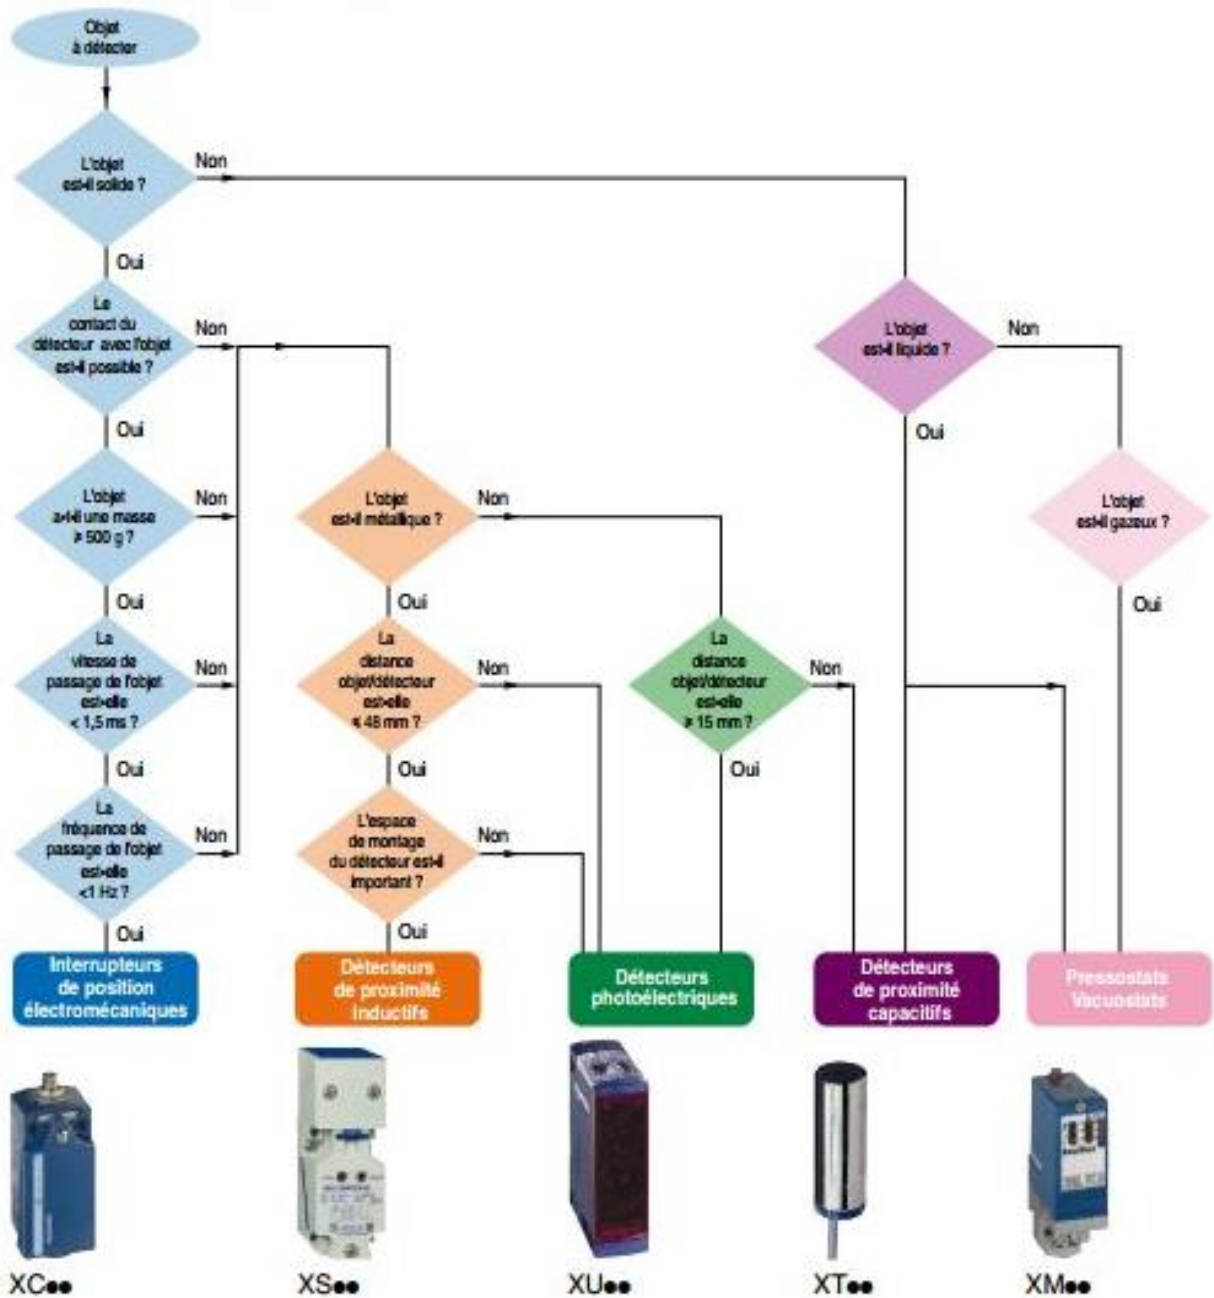 Objet
à détecter
L'objet
est-il solide ?
Non
Oui
Le
contact du
détecteur avec l'objet
est-il possible ?
Non
Oui
L'objet
est-il liquide ?
Non
Oui
L'objet
a-t-il une masse
≥ 500 g ?
Non
Oui
L'objet
est-il métallique ?
Non
Oui
L'objet
est-il gazeux ?
Oui
La
vitesse de
passage de l'objet
est-elle
< 1,5 ms ?
Non
Oui
La
distance
objet/détecteur
est-elle
≤ 48 mm ?
Non
Oui
La
distance
objet/détecteur
est-elle
≥ 15 mm ?
Non
Oui
La
fréquence de
passage de l'objet
est-elle
<1 Hz ?
Non
Oui
L'espace
de montage
du détecteur est-il
important ?
Non
Oui
Interrupteurs
de position
électromécaniques
Détecteurs
de proximité
inductifs
Détecteurs
photoélectriques
Détecteurs
de proximité
capacitifs
Pressostats
Vacuostats
XC●●
XS●●
XU●●
XT●●
XM●●